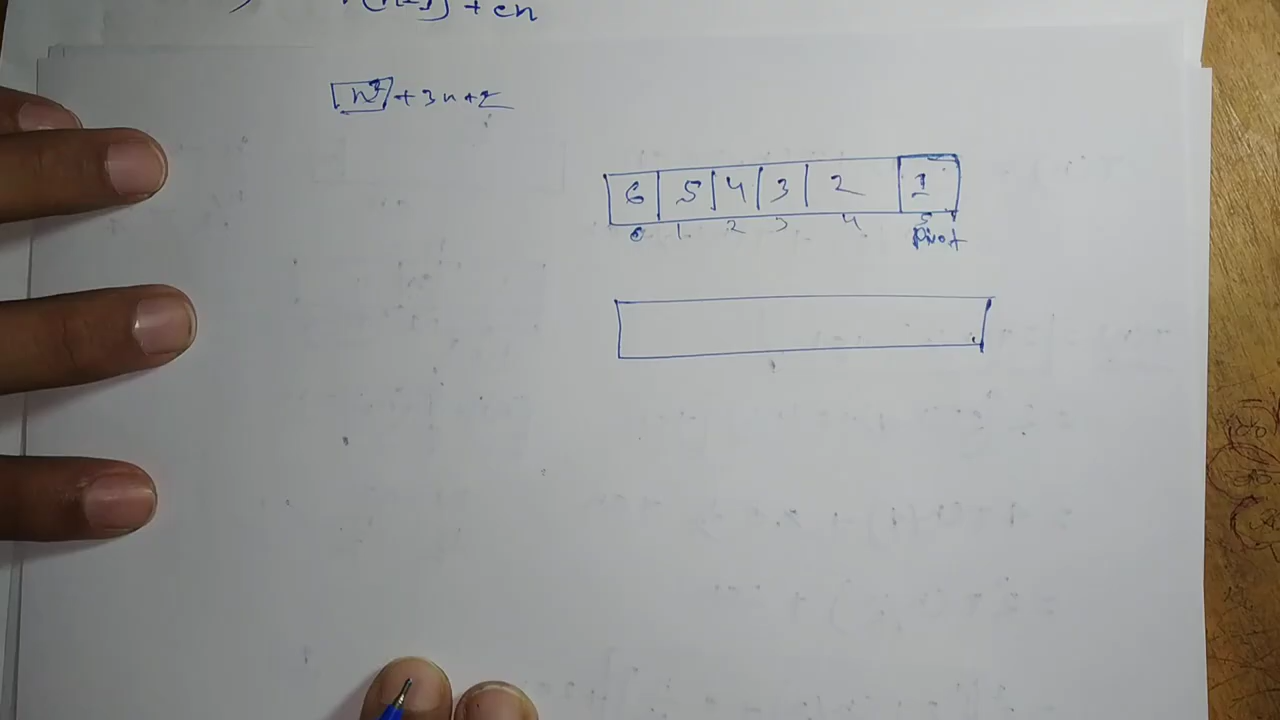 + cn
n² + 3n + 2
6 5 4 3 2 1
0 1 2 3 4 5
Pivot